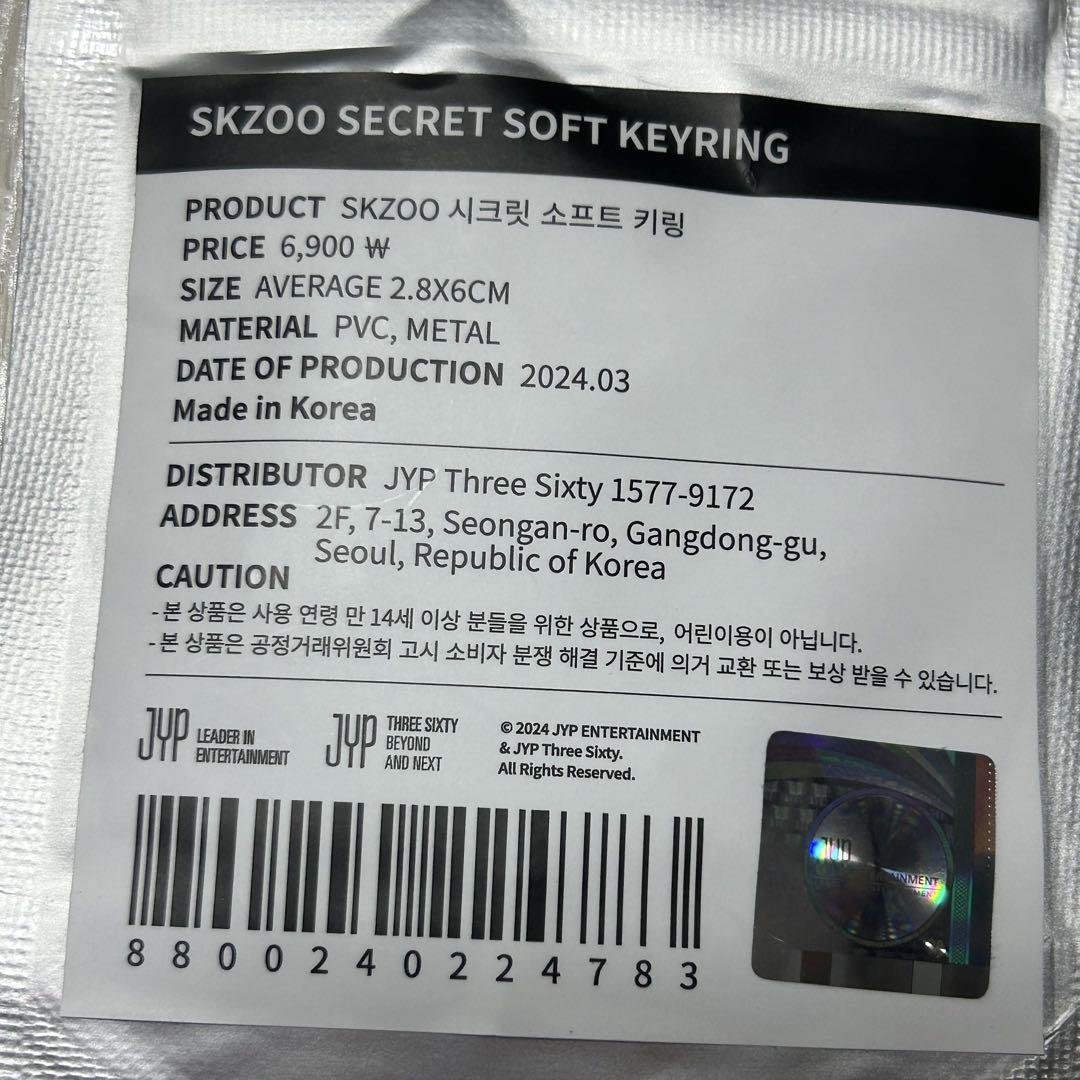 SKZOO SECRET SOFT KEYRING
PRODUCT SKZOO 시크릿 소프트 키링
PRICE 6,900 ₩
SIZE AVERAGE 2.8X6CM
MATERIAL PVC, METAL
DATE OF PRODUCTION 2024.03
Made in Korea
DISTRIBUTOR JYP Three Sixty 1577-9172
ADDRESS 2F, 7-13, Seongan-ro, Gangdong-gu,
Seoul, Republic of Korea
CAUTION
-본 상품은 사용 연령 만 14세 이상 분들을 위한 상품으로, 어린이용이 아닙니다.
-본 상품은 공정거래위원회 고시 소비자 분쟁 해결 기준에 의거 교환 또는 보상 받을 수 있습니다.
JYP LEADER IN
ENTERTAINMENT
JYP THREE SIXTY
BEYOND
AND NEXT
© 2024 JYP ENTERTAINMENT
& JYP Three Sixty.
All Rights Reserved.
8800240224783
JYP